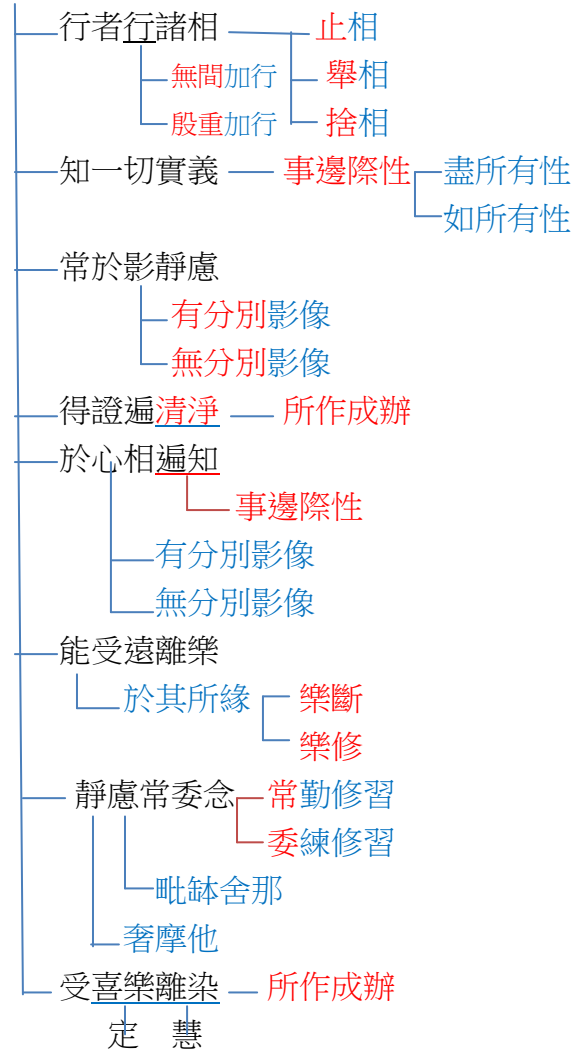 行者行諸相 止相
無間加行 舉相
殷重加行 捨相
知一切實義 事邊際性 盡所有性
如所有性
常於影靜慮
有分別影像
無分別影像
得證遍清淨 所作成辦
於心相遍知
事邊際性
有分別影像
無分別影像
能受遠離樂
於其所緣 樂斷
樂修
靜慮常委念 常勤修習
委練修習
毗缽舍那
奢摩他
受喜樂離染 所作成辦
定 慧